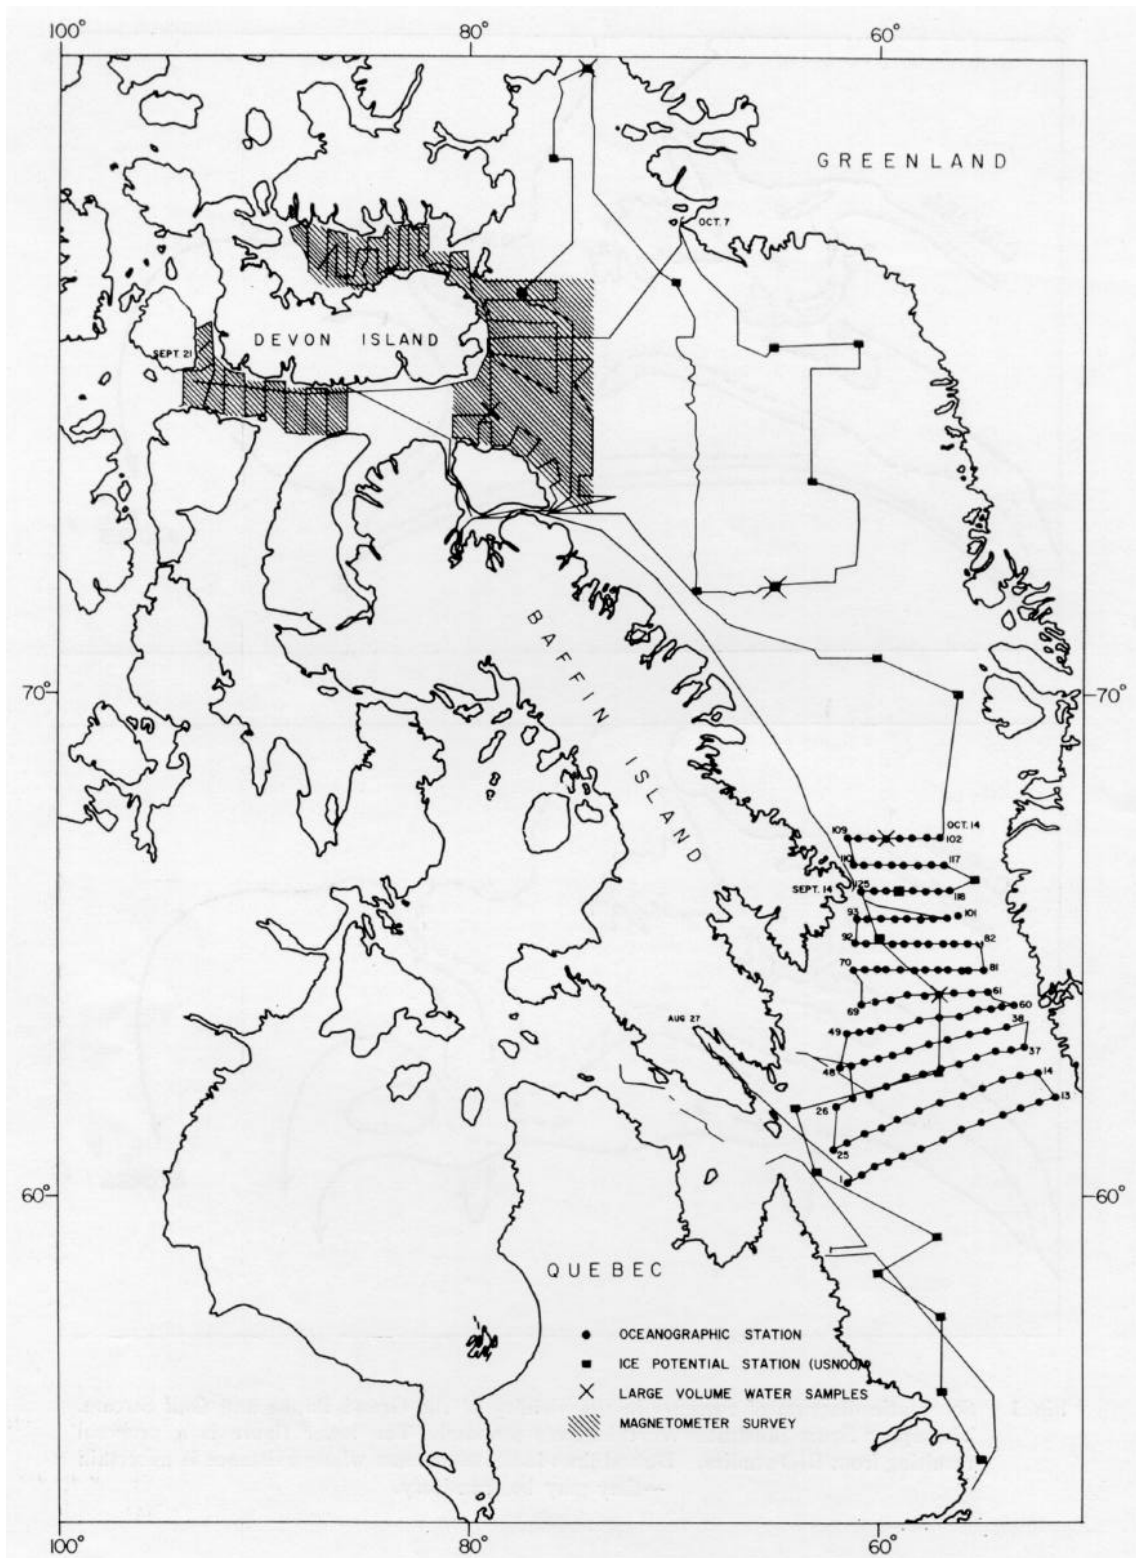 100°
80°
60°
GREENLAND
OCT. 7
DEVON ISLAND
SEPT. 21
BAFFIN ISLAND
70°
70°
109
OCT. 14
102
110
117
125
SEPT. 14
118
93
101
92
82
70
81
61
69
60
AUG 27
49
38
37
48
14
26
13
25
1
60°
60°
QUEBEC
OCEANOGRAPHIC STATION
ICE POTENTIAL STATION (USNOO)
LARGE VOLUME WATER SAMPLES
MAGNETOMETER SURVEY
100°
80°
60°